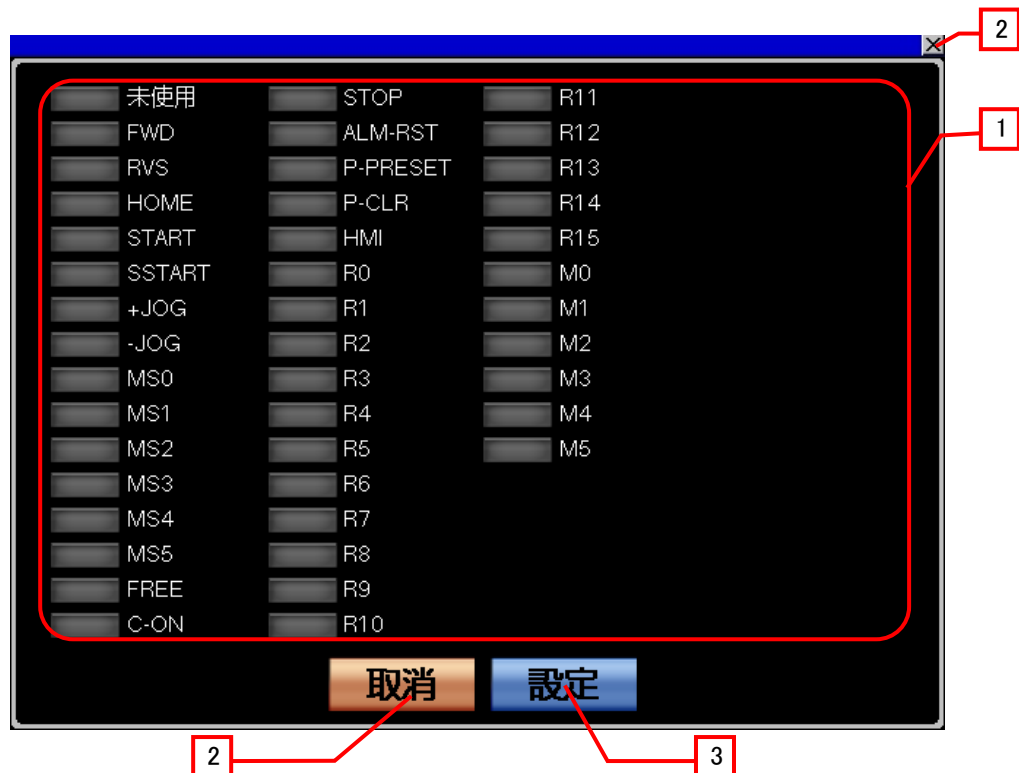 2
×
1
未使用
FWD
RVS
HOME
START
SSTART
+JOG
-JOG
MS0
MS1
MS2
MS3
MS4
MS5
FREE
C-ON
STOP
ALM-RST
P-PRESET
P-CLR
HMI
R0
R1
R2
R3
R4
R5
R6
R7
R8
R9
R10
R11
R12
R13
R14
R15
M0
M1
M2
M3
M4
M5
取消
設定
2
3